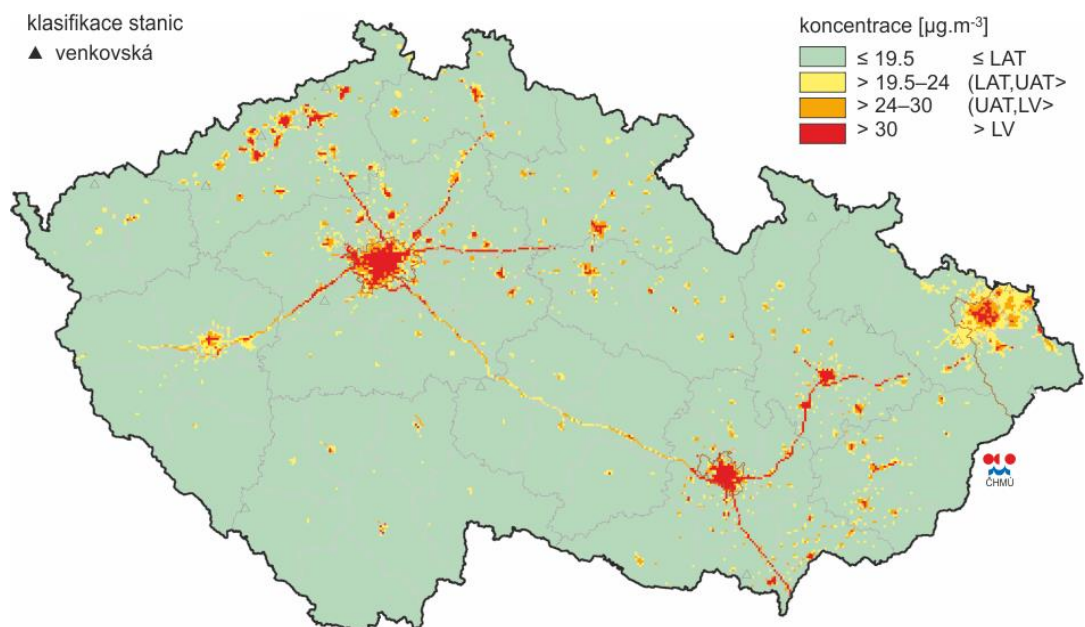 klasifikace stanic
▲ venkovská
koncentrace [µg.m⁻³]
≤ 19.5 ≤ LAT
> 19.5–24 (LAT,UAT>
> 24–30 (UAT,LV>
> 30 > LV
ČHMÚ